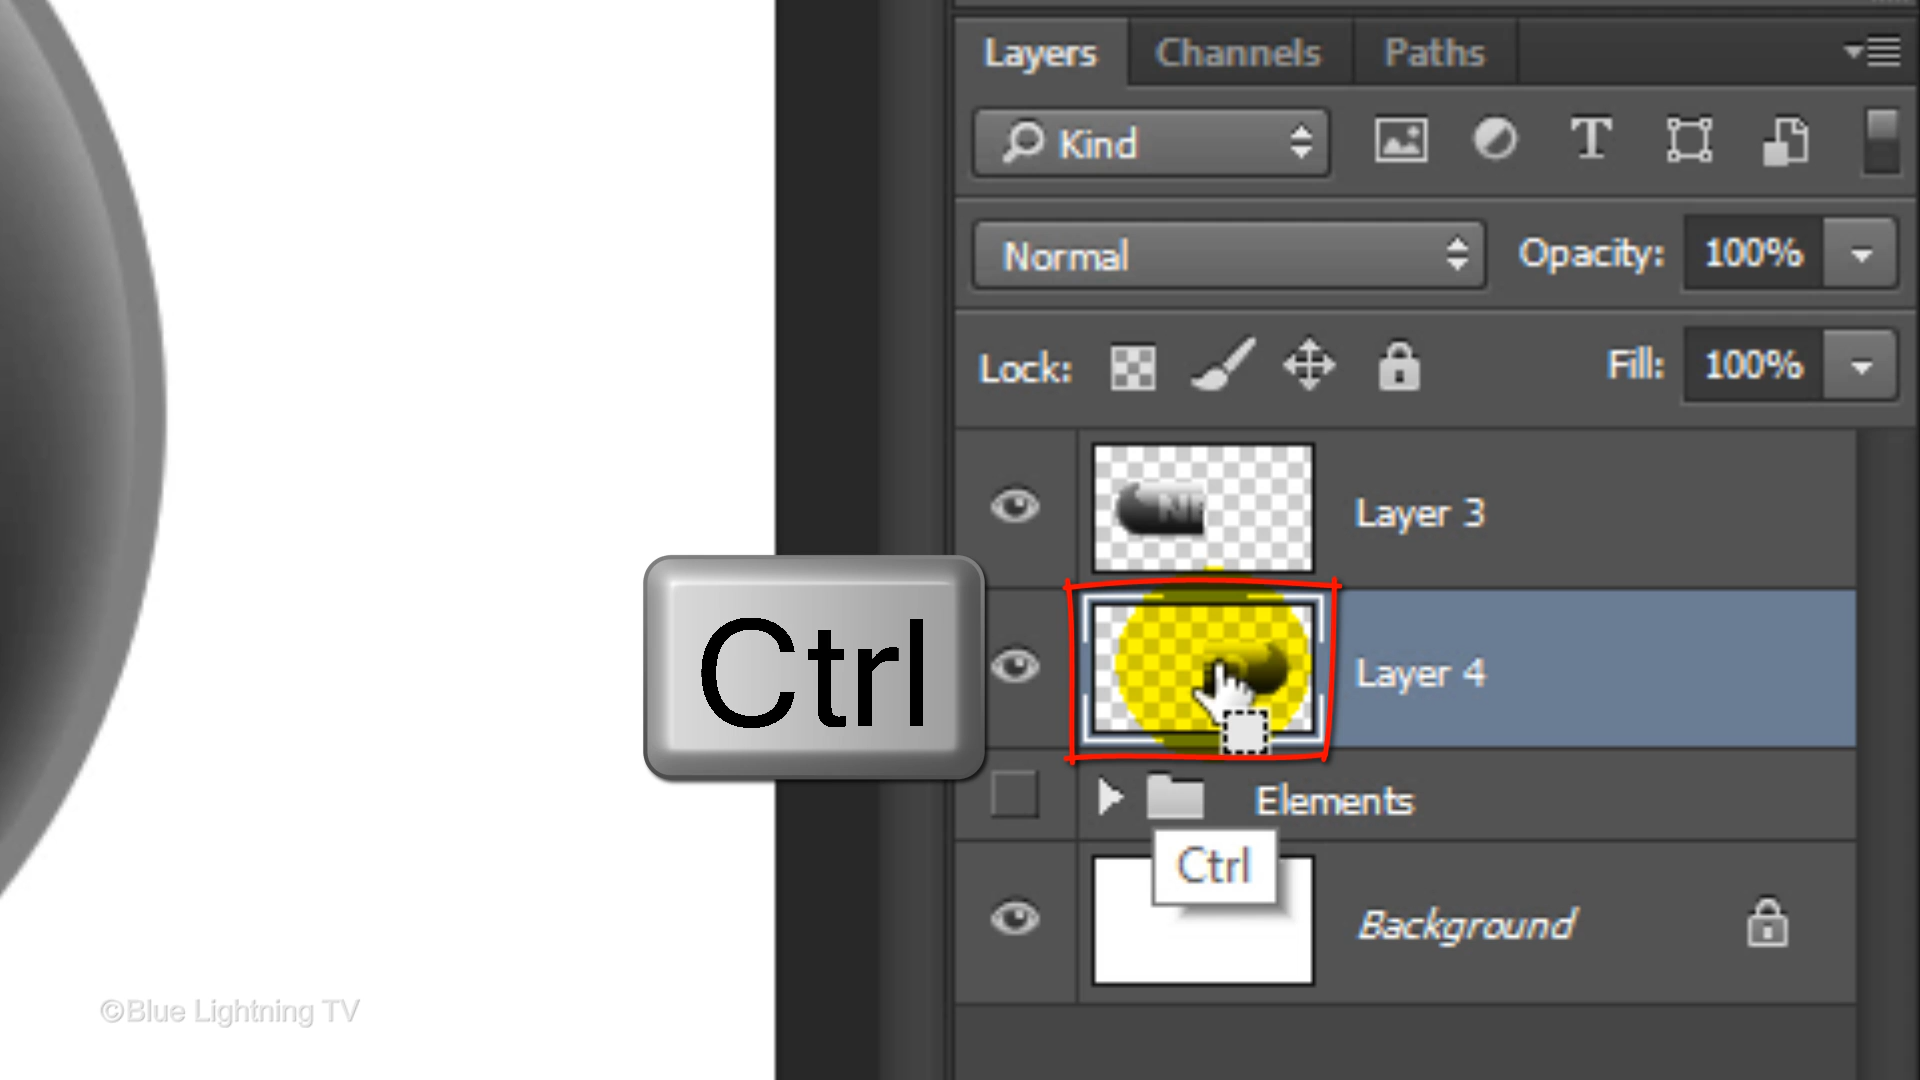 Layers Channels Paths
Kind T
Normal Opacity: 100%
Lock: Fill: 100%
NI
Layer 3
Ctrl
Layer 4
Elements
Ctrl
Background
©Blue Lightning TV